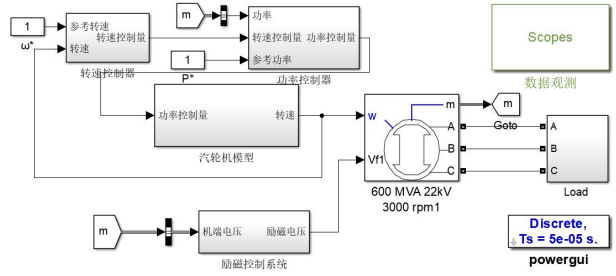 m
功率
1
参考转速
转速控制量
转速控制量
功率控制量
ω*
转速
1
参考功率
转速控制器
P*
功率控制器
Scopes
数据观测
功率控制量
转速
汽轮机模型
w
m
m
A
Goto
A
B
B
Vf1
C
C
600 MVA 22kV
3000 rpm1
Load
m
机端电压
励磁电压
励磁控制系统
Discrete,
Ts = 5e-05 s.
powergui